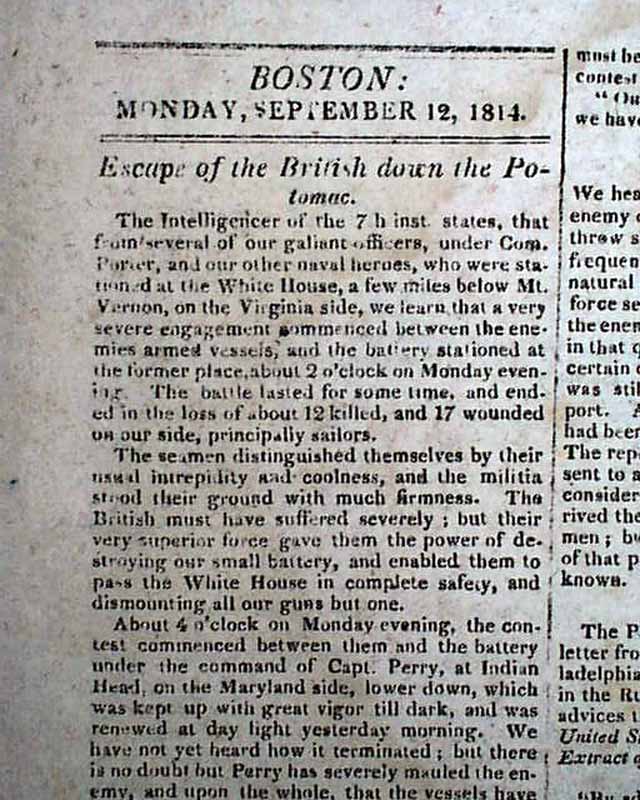 BOSTON:
MONDAY, SEPTEMBER 12, 1814.
Escape of the British down the Po-
tomac.
The Intelligencer of the 7 h inst. states, that
from several of our gallant officers, under Com.
Porter, and our other naval heroes, who were sta-
tioned at the White House, a few miles below Mt.
Vernon, on the Virginia side, we learn that a very
severe engagement commenced between the ene-
mies armed vessels, and the battery stationed at
the former place, about 2 o'clock on Monday even-
ing. The battle lasted for some time, and end-
ed in the loss of about 12 killed, and 17 wounded
on our side, principally sailors.
The seamen distinguished themselves by their
usual intrepidity and coolness, and the militia
stood their ground with much firmness. The
British must have suffered severely ; but their
very superior force gave them the power of de-
stroying our small battery, and enabled them to
pass the White House in complete safety, and
dismounting all our guns but one.
About 4 o'clock on Monday evening, the con-
test commenced between them and the battery
under the command of Capt. Perry, at Indian
Head, on the Maryland side, lower down, which
was kept up with great vigor till dark, and was
renewed at day light yesterday morning. We
have not yet heard how it terminated ; but there
is no doubt but Perry has severely mauled the en-
emy, and upon the whole, that the vessels have
must be
contest
"Ou
we have
We hea
enemy
throw s
frequen
natural
force se
the enem
in that q
certain
was stil
port. A
had been
The rep
sent to a
consider
rived the
men ; bu
of that p
known.
The P
letter fro
ladelphia
in the Ru
advices
United St
Extract